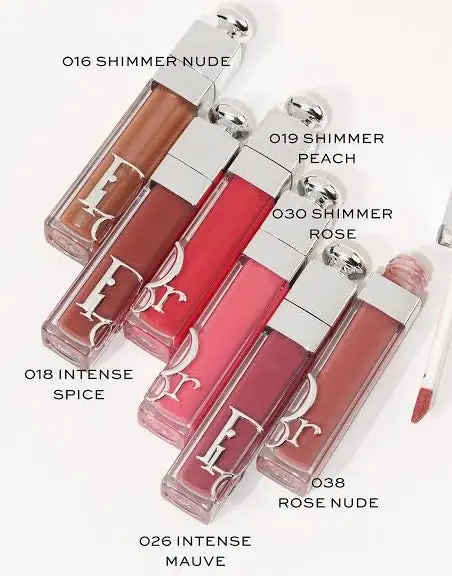 016 SHIMMER NUDE
019 SHIMMER
PEACH
030 SHIMMER
ROSE
018 INTENSE
SPICE
038
ROSE NUDE
026 INTENSE
MAUVE